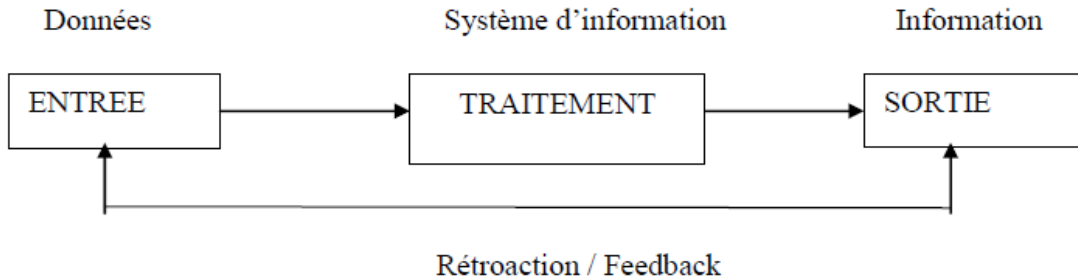 Données Système d’information Information
ENTREE TRAITEMENT SORTIE
Rétroaction / Feedback